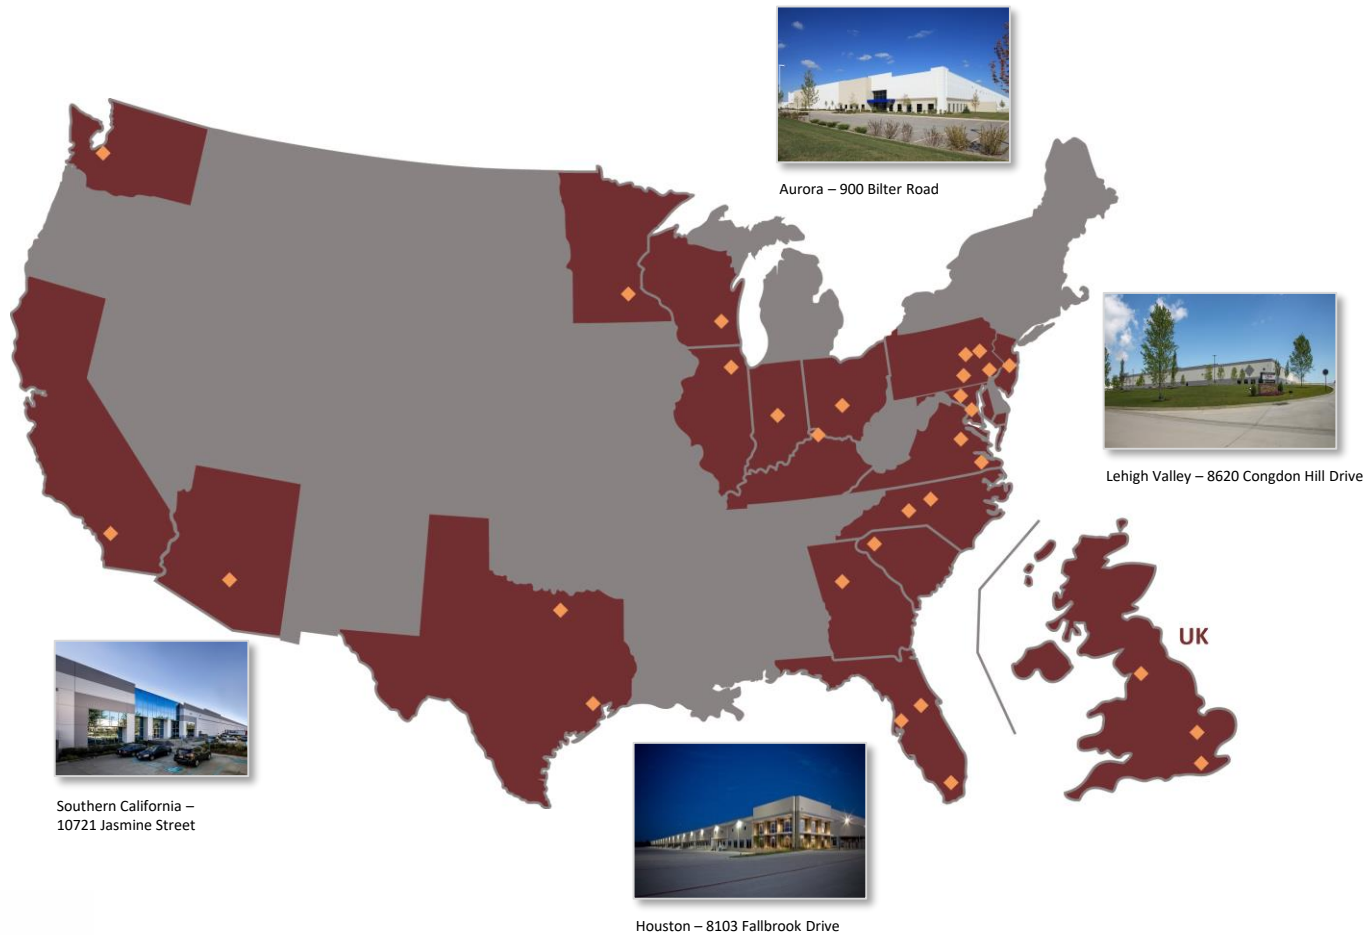 Aurora – 900 Bilter Road
Lehigh Valley – 8620 Congdon Hill Drive
UK
Southern California –
10721 Jasmine Street
Houston – 8103 Fallbrook Drive